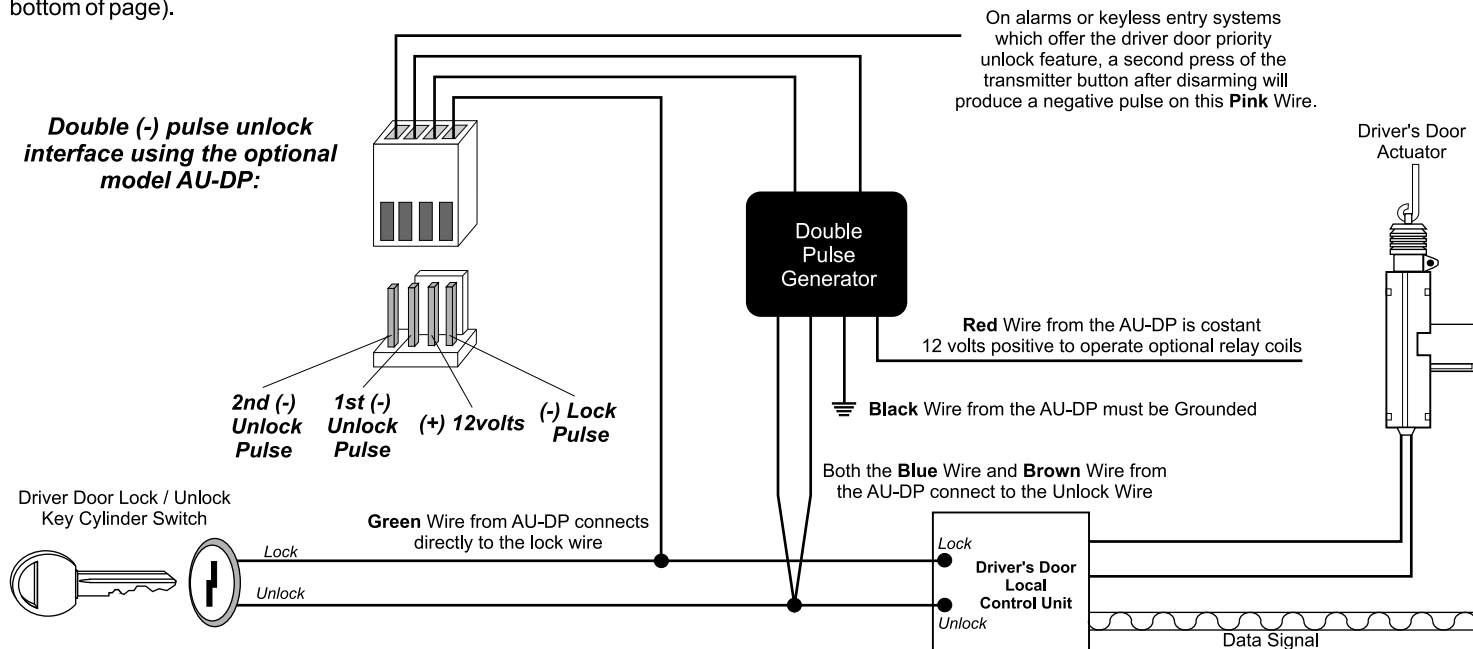 bottom of page).
On alarms or keyless entry systems
which offer the driver door priority
unlock feature, a second press of the
transmitter button after disarming will
produce a negative pulse on this Pink Wire.
Double (-) pulse unlock
interface using the optional
model AU-DP:
Driver's Door
Actuator
Double
Pulse
Generator
Red Wire from the AU-DP is costant
12 volts positive to operate optional relay coils
2nd (-)
Unlock
Pulse
1st (-)
Unlock
Pulse
(+) 12volts
(-) Lock
Pulse
Black Wire from the AU-DP must be Grounded
Both the Blue Wire and Brown Wire from
the AU-DP connect to the Unlock Wire
Driver Door Lock / Unlock
Key Cylinder Switch
Green Wire from AU-DP connects
directly to the lock wire
Lock
Unlock
Lock
Driver's Door
Local
Control Unit
Unlock
Data Signal